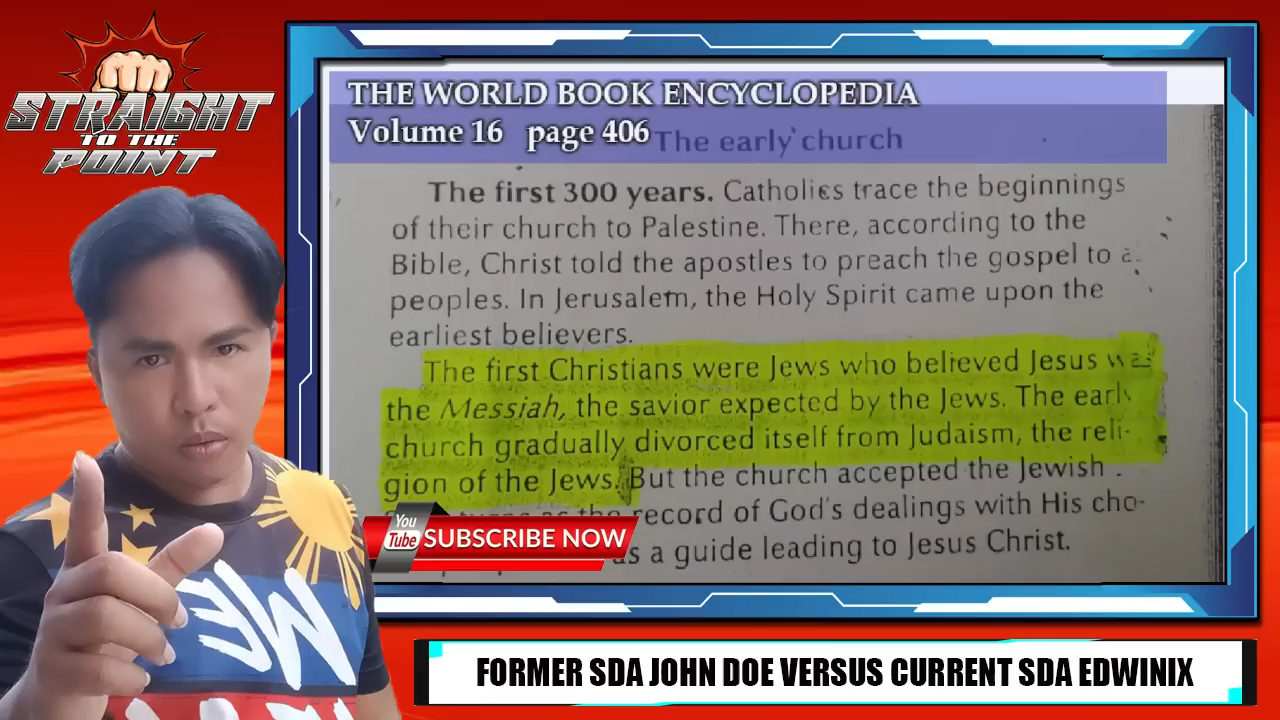 STRAIGHT
TO THE
POINT
THE WORLD BOOK ENCYCLOPEDIA
Volume 16 page 406
The early church
The first 300 years. Catholics trace the beginnings
of their church to Palestine. There, according to the
Bible, Christ told the apostles to preach the gospel to
peoples. In Jerusalem, the Holy Spirit came upon the
earliest believers.
The first Christians were Jews who believed Jesus was
the Messiah, the savior expected by the Jews. The early
church gradually divorced itself from Judaism, the reli-
gion of the Jews. But the church accepted the Jewish
the record of God's dealings with His cho-
as a guide leading to Jesus Christ.
You
Tube
SUBSCRIBE NOW
ME
FORMER SDA JOHN DOE VERSUS CURRENT SDA EDWINIX